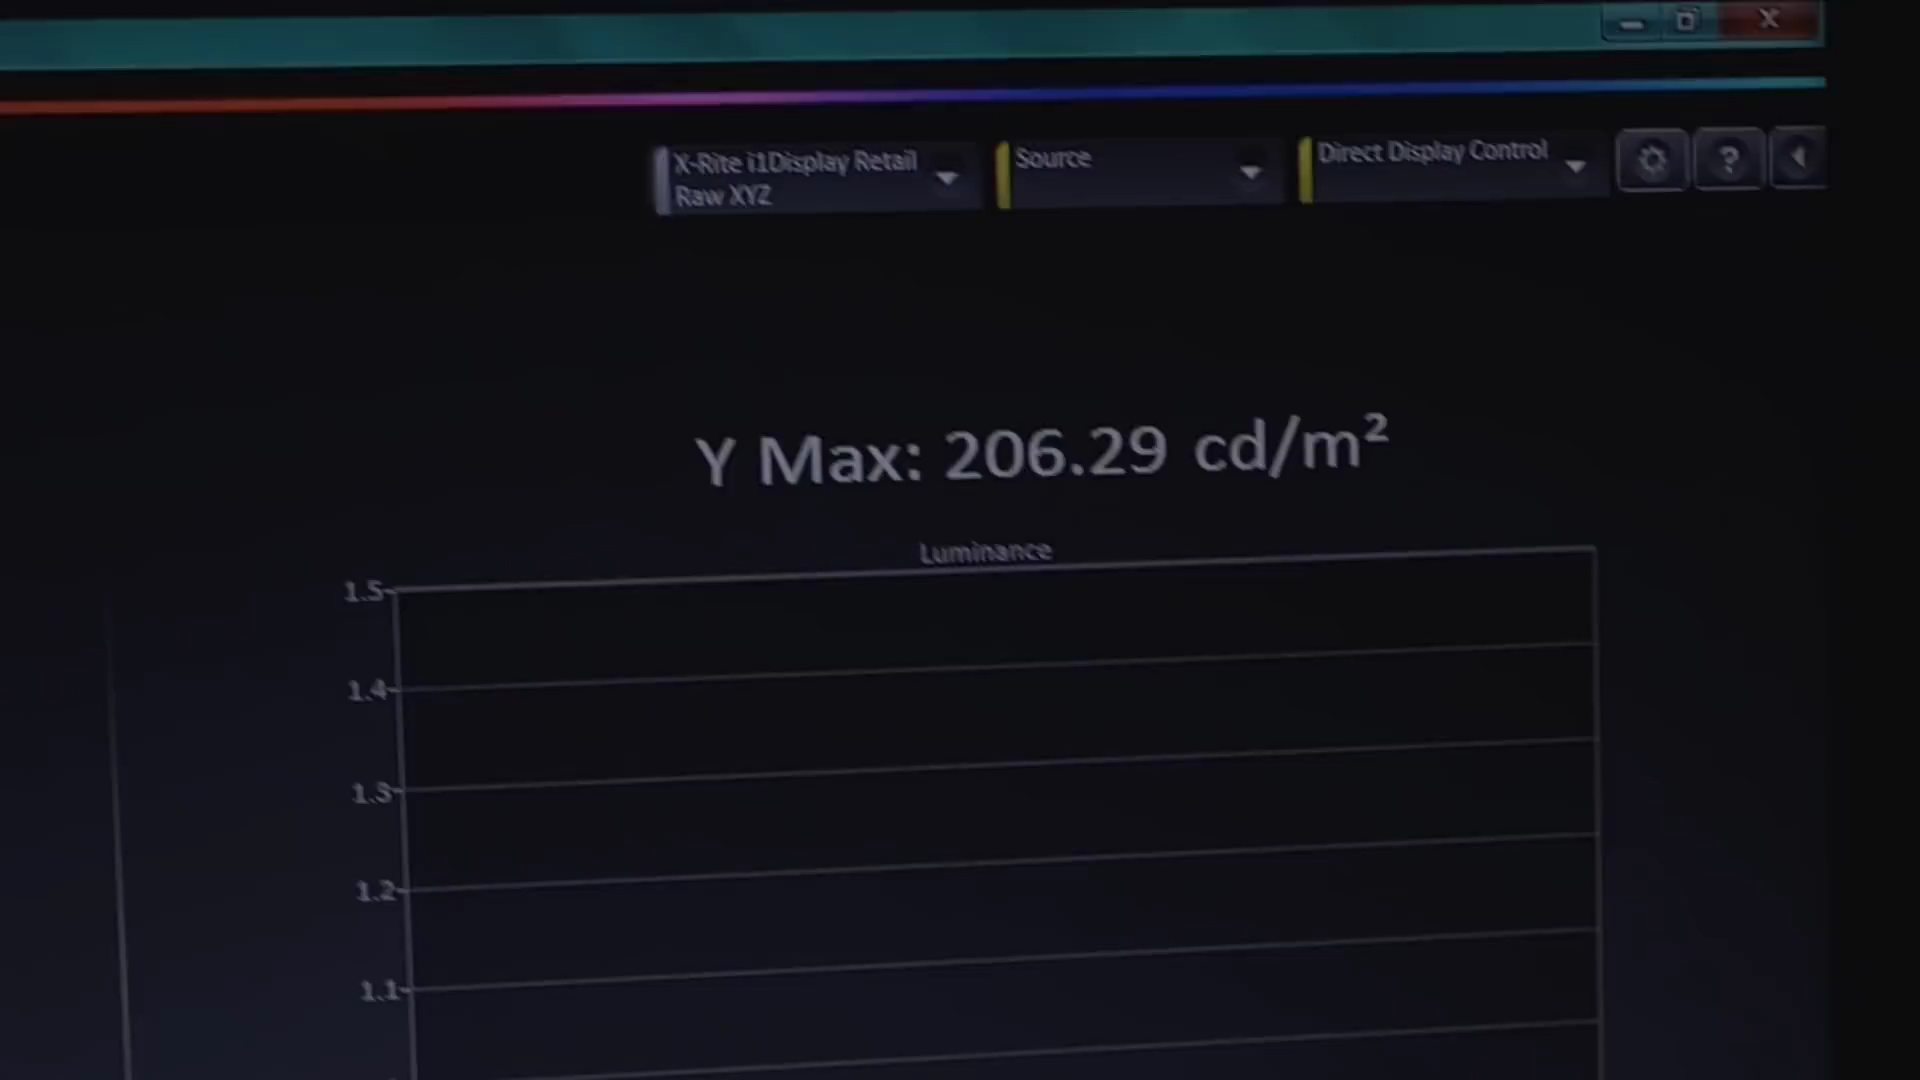 X-Rite i1Display Retail
Raw XYZ
Source
Direct Display Control
?
Y Max: 206.29 cd/m²
Luminance
1.5
1.4
1.3
1.2
1.1